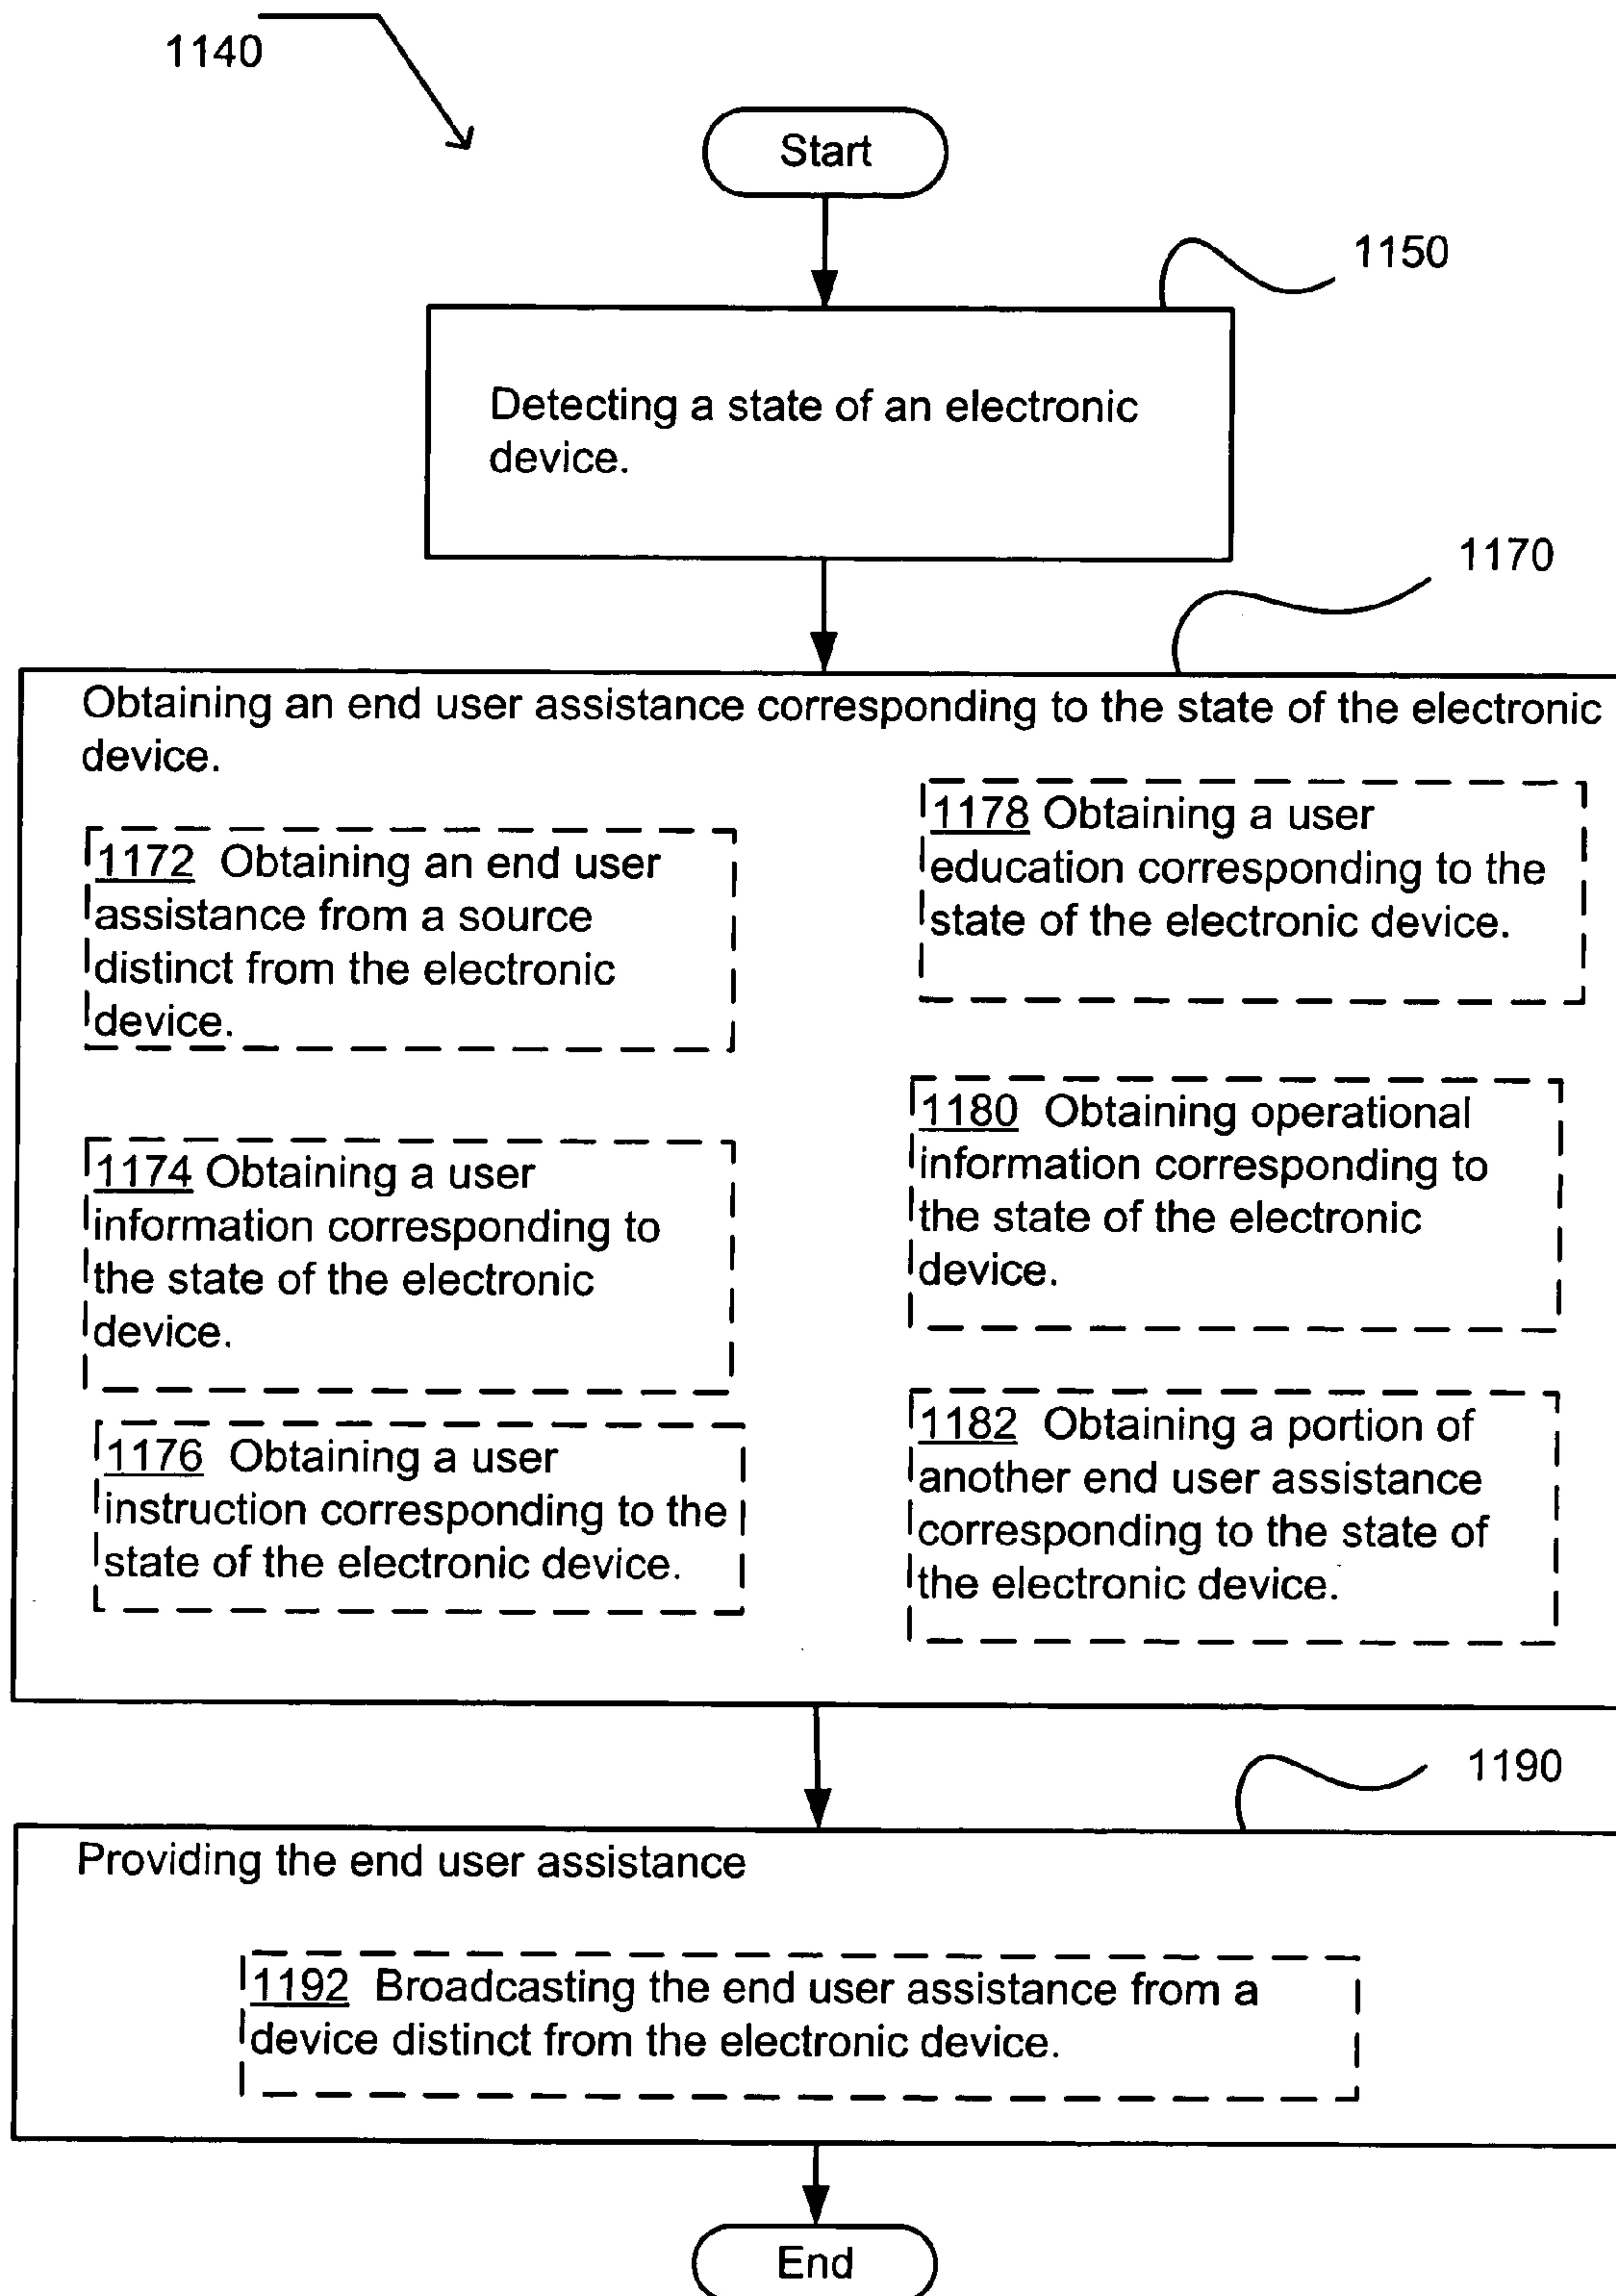 1140
Start
1150
Detecting a state of an electronic
device.
1170
Obtaining an end user assistance corresponding to the state of the electronic
device.
1172 Obtaining an end user
assistance from a source
distinct from the electronic
device.
1174 Obtaining a user
information corresponding to
the state of the electronic
device.
1176 Obtaining a user
instruction corresponding to the
state of the electronic device.
1178 Obtaining a user
education corresponding to the
state of the electronic device.
1180 Obtaining operational
information corresponding to
the state of the electronic
device.
1182 Obtaining a portion of
another end user assistance
corresponding to the state of
the electronic device.
1190
Providing the end user assistance
1192 Broadcasting the end user assistance from a
device distinct from the electronic device.
End